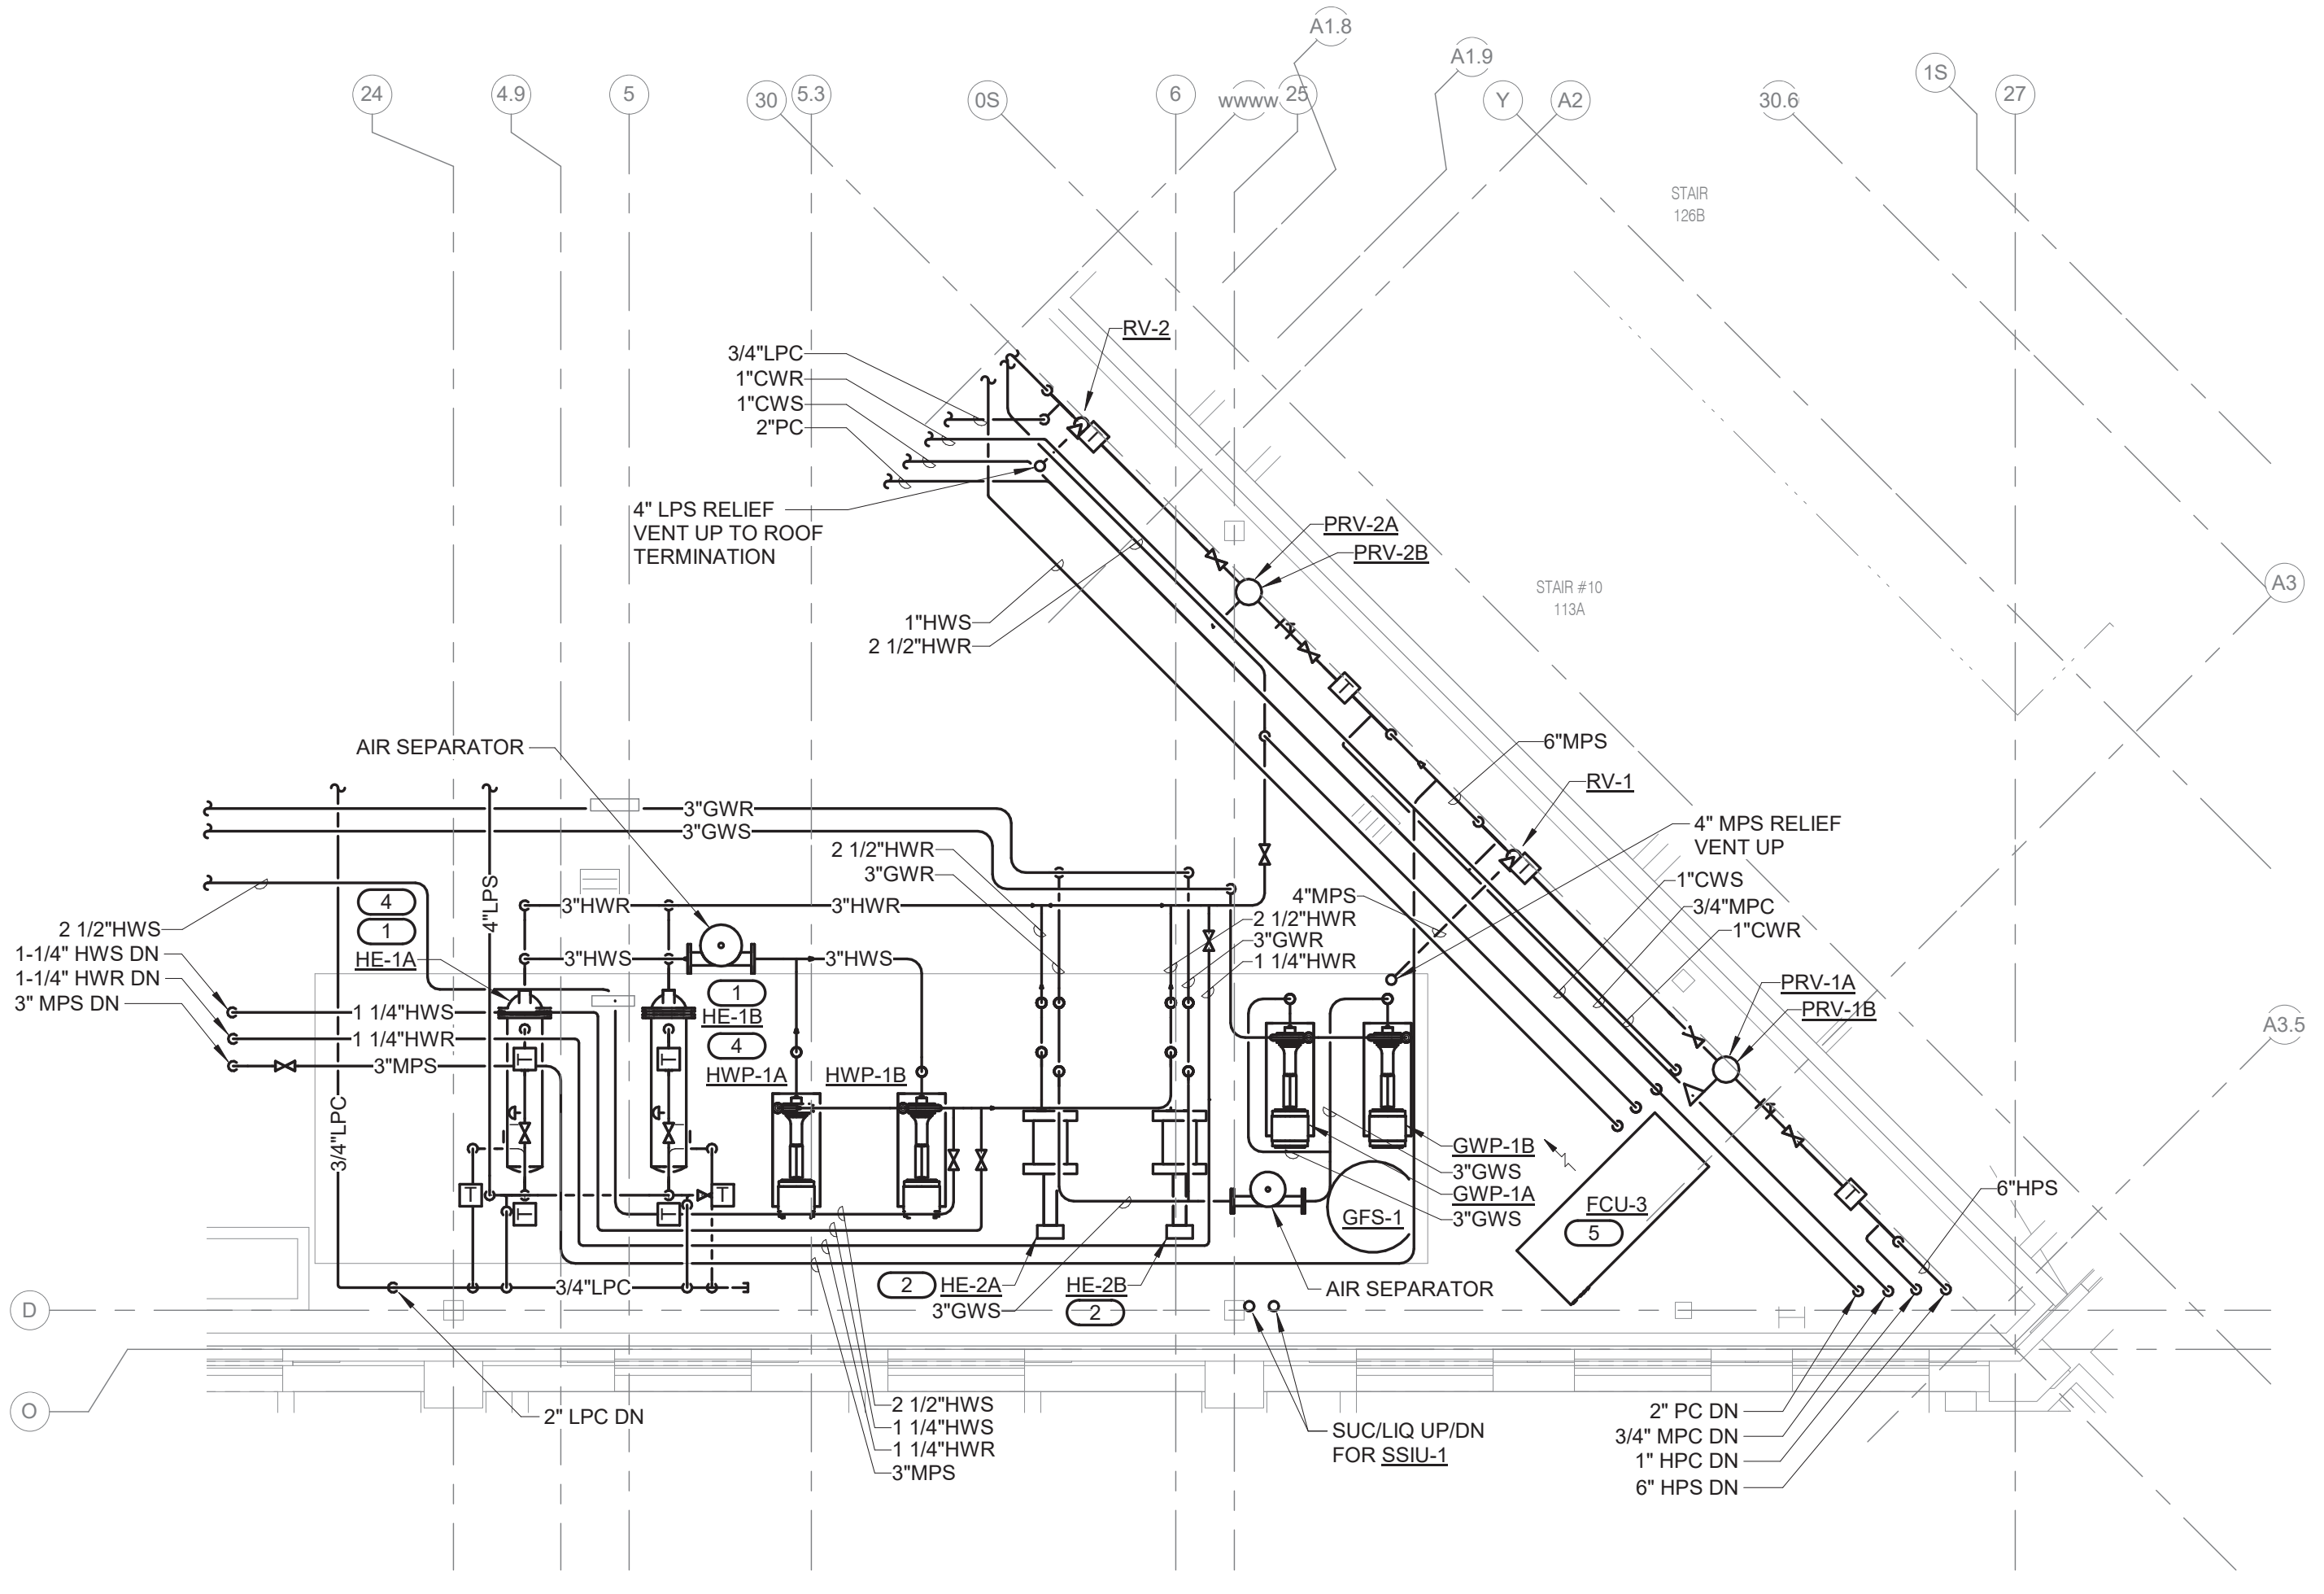 A1.8
A1.9
1S
24
4.9
5
30
5.3
0S
6
wwww
25
Y
A2
30.6
27
STAIR
126B
RV-2
3/4"LPC
1"CWR
1"CWS
2"PC
4" LPS RELIEF
VENT UP TO ROOF
TERMINATION
T
PRV-2A
PRV-2B
STAIR #10
113A
A3
1"HWS
2 1/2"HWR
T
AIR SEPARATOR
6"MPS
RV-1
3"GWR
3"GWS
4" MPS RELIEF
VENT UP
2 1/2"HWR
3"GWR
T
4"LPS
4
1
3"HWR
3"HWR
4"MPS
2 1/2"HWR
3"GWR
1 1/4"HWR
1"CWS
3/4"MPC
1"CWR
2 1/2"HWS
1-1/4" HWS DN
1-1/4" HWR DN
3" MPS DN
HE-1A
3"HWS
3"HWS
PRV-1A
PRV-1B
A3.5
1 1/4"HWS
1 1/4"HWR
3"MPS
T
T
1
HE-1B
4
HWP-1A
HWP-1B
3/4"LPC
GWP-1B
3"GWS
GWP-1A
3"GWS
T
T
T
T
T
GFS-1
FCU-3
5
6"HPS
3/4"LPC
2
HE-2A
3"GWS
HE-2B
2
AIR SEPARATOR
D
O
2" LPC DN
2 1/2"HWS
1 1/4"HWS
1 1/4"HWR
3"MPS
SUC/LIQ UP/DN
FOR SSIU-1
2" PC DN
3/4" MPC DN
1" HPC DN
6" HPS DN